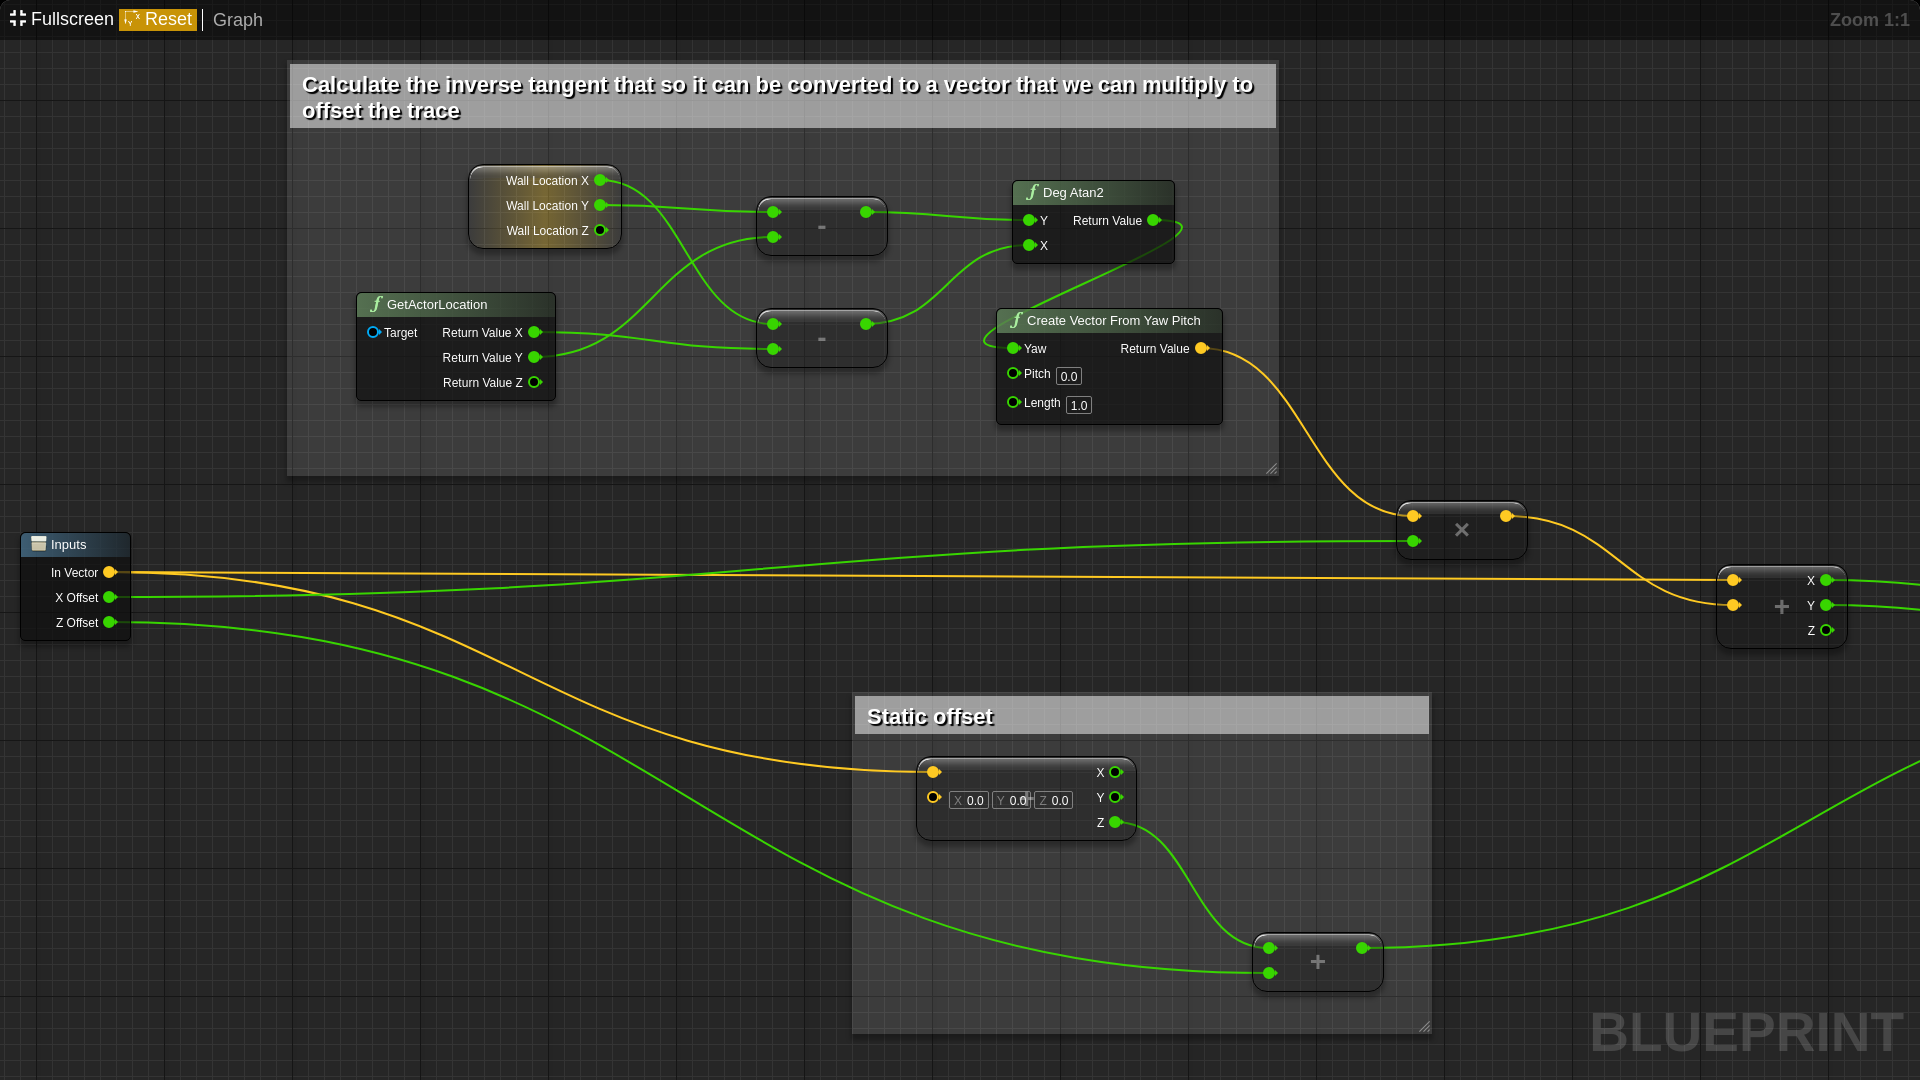 Fullscreen Reset Graph Zoom 1:1
Calculate the inverse tangent that so it can be converted to a vector that we can multiply to
offset the trace
Wall Location X
Wall Location Y
Wall Location Z
-
f Deg Atan2
Y Return Value
X
f GetActorLocation
Target Return Value X
Return Value Y
Return Value Z
-
f Create Vector From Yaw Pitch
Yaw Return Value
Pitch 0.0
Length 1.0
×
Inputs
In Vector
X Offset
Z Offset
X
+ Y
Z
Static offset
X
X 0.0 Y 0.0 Z 0.0 Y
Z
+
BLUEPRINT